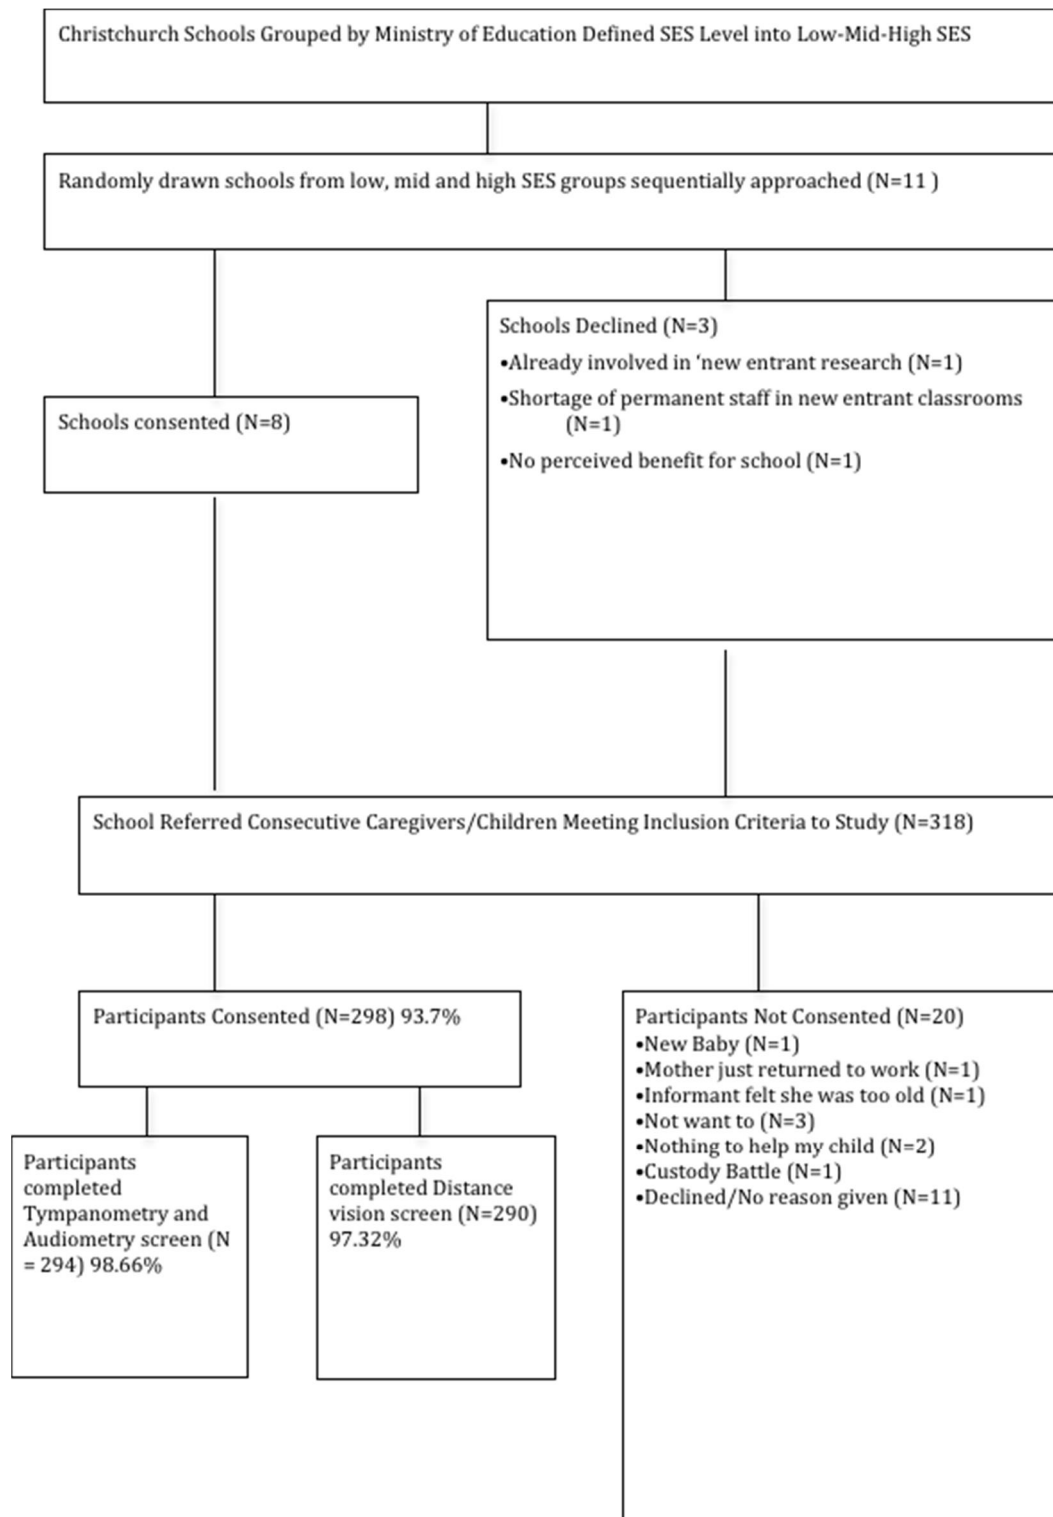 Christchurch Schools Grouped by Ministry of Education Defined SES Level into Low-Mid-High SES
Randomly drawn schools from low, mid and high SES groups sequentially approached (N=11 )
Schools Declined (N=3)
•Already involved in ‘new entrant research (N=1)
•Shortage of permanent staff in new entrant classrooms
(N=1)
•No perceived benefit for school (N=1)
Schools consented (N=8)
School Referred Consecutive Caregivers/Children Meeting Inclusion Criteria to Study (N=318)
Participants Consented (N=298) 93.7%
Participants Not Consented (N=20)
•New Baby (N=1)
•Mother just returned to work (N=1)
•Informant felt she was too old (N=1)
•Not want to (N=3)
•Nothing to help my child (N=2)
•Custody Battle (N=1)
•Declined/No reason given (N=11)
Participants
completed
Tympanometry and
Audiometry screen (N
= 294) 98.66%
Participants
completed Distance
vision screen (N=290)
97.32%